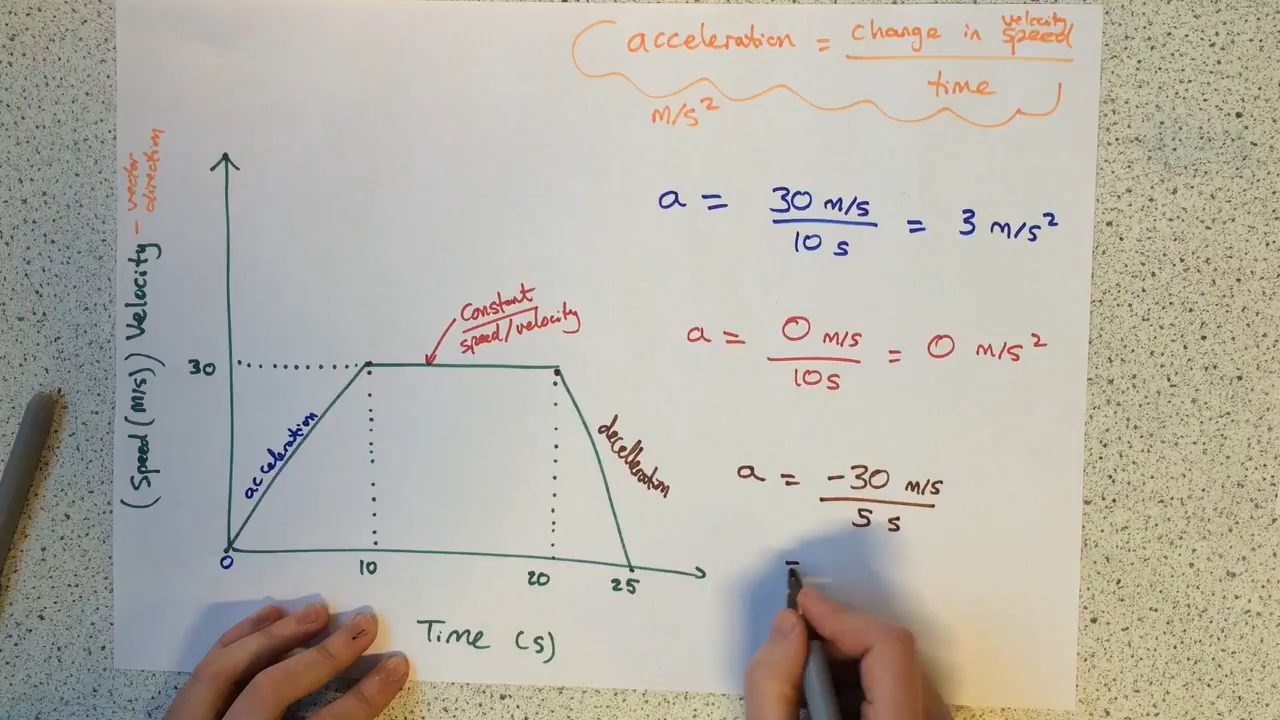 acceleration = change in velocity speed
time
m/s²
(Speed (m/s)) Velocity - vector direction
a = 30 m/s
10 s
= 3 m/s²
Constant
speed/velocity
a = 0 m/s
10s
= 0 m/s²
30
acceleration
decelleration
a = -30 m/s
5 s
=
0
10
20
25
Time (s)